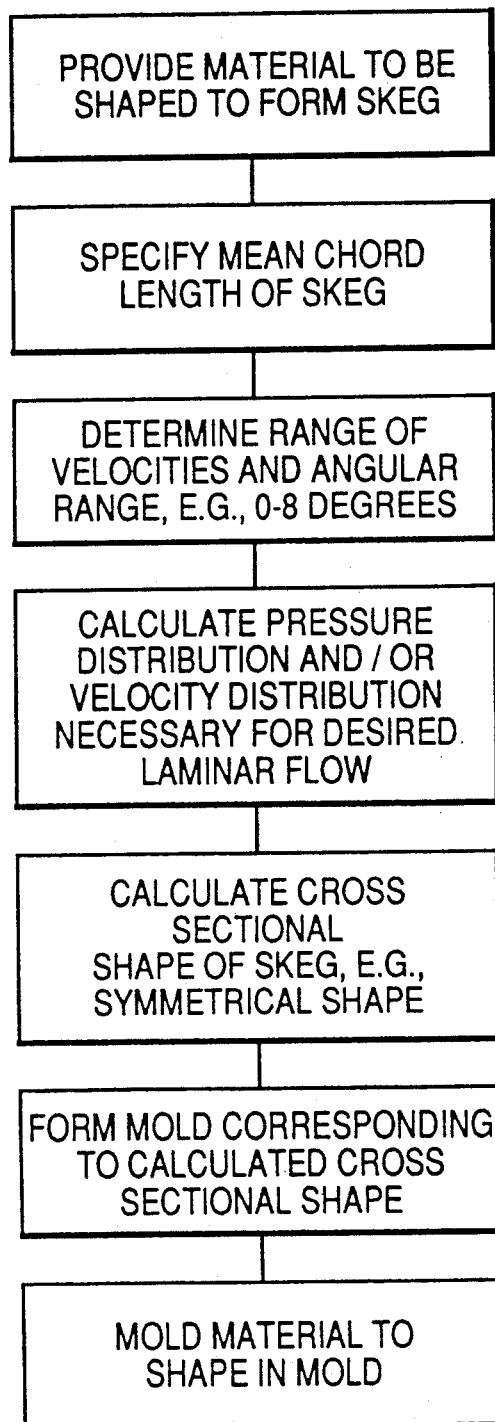 PROVIDE MATERIAL TO BE
SHAPED TO FORM SKEG
SPECIFY MEAN CHORD
LENGTH OF SKEG
DETERMINE RANGE OF
VELOCITIES AND ANGULAR
RANGE, E.G., 0-8 DEGREES
CALCULATE PRESSURE
DISTRIBUTION AND / OR
VELOCITY DISTRIBUTION
NECESSARY FOR DESIRED
LAMINAR FLOW
CALCULATE CROSS
SECTIONAL
SHAPE OF SKEG, E.G.,
SYMMETRICAL SHAPE
FORM MOLD CORRESPONDING
TO CALCULATED CROSS
SECTIONAL SHAPE
MOLD MATERIAL TO
SHAPE IN MOLD